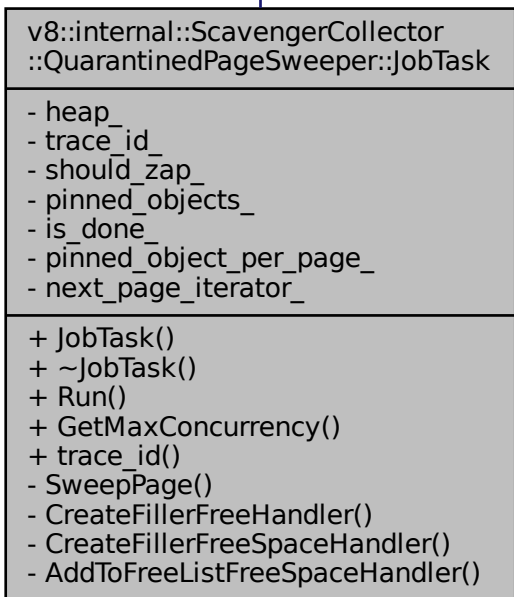 v8::internal::ScavengerCollector
::QuarantinedPageSweeper::JobTask
- heap_
- trace_id_
- should_zap_
- pinned_objects_
- is_done_
- pinned_object_per_page_
- next_page_iterator_
+ JobTask()
+ ~JobTask()
+ Run()
+ GetMaxConcurrency()
+ trace_id()
- SweepPage()
- CreateFillerFreeHandler()
- CreateFillerFreeSpaceHandler()
- AddToFreeListFreeSpaceHandler()